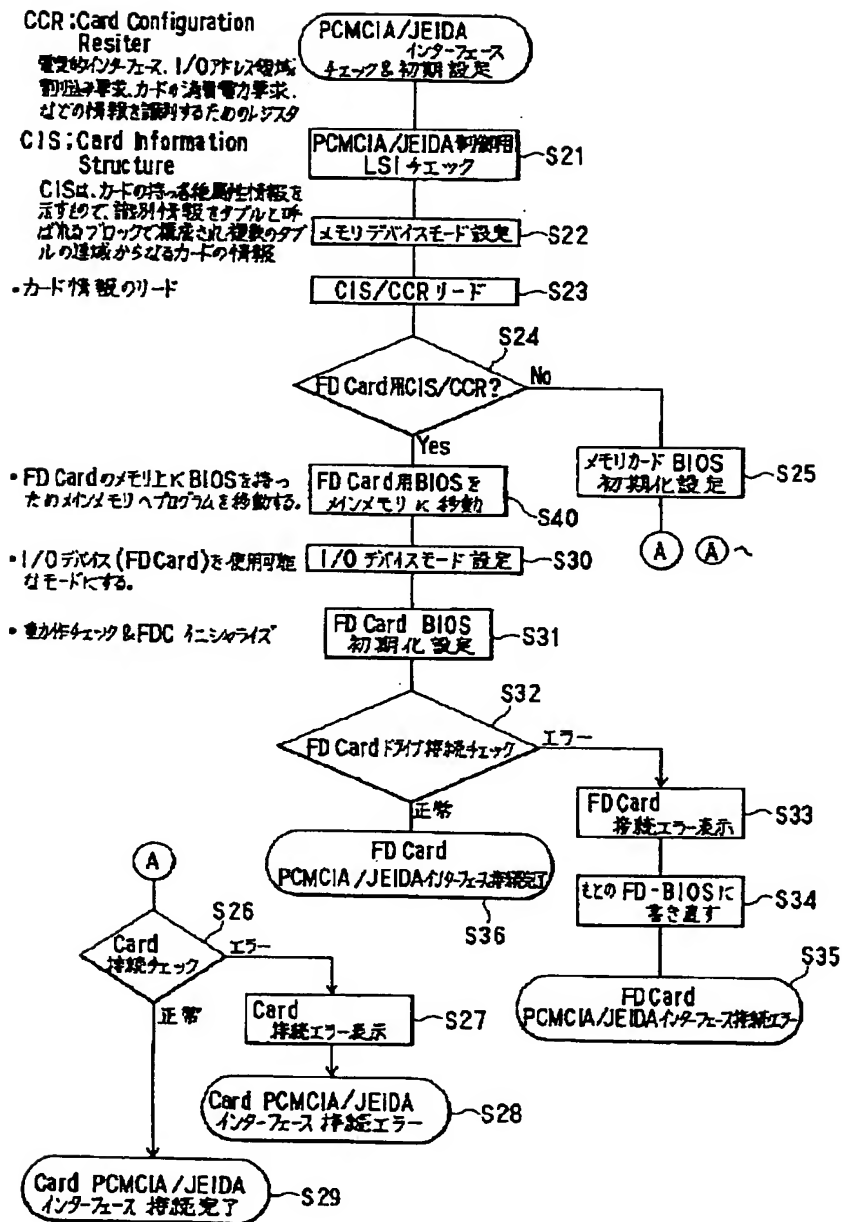 CCR:Card Configuration
Resiter
電気的インターフェース、I/Oアドレス領域、
割り込み要求、カードが消費電力要求、
などの情報を識別するためのレジスタ
CIS;Card Information
Structure
CISは、カードの持つ各種属性情報を
示すもので、識別情報をタプルと呼
ばれるブロックで構成され複数のタプ
ルの連域からなるカードの情報
・カード情報のリード
PCMCIA/JEIDA
インターフェース
チェック&初期設定
PCMCIA/JEIDA制御用
LSIチェック
S21
メモリデバイスモード設定
S22
CIS/CCRリード
S23
S24
FD Card用CIS/CCR?
No
Yes
メモリカード BIOS
初期化設定
S25
A
Aへ
・FD Cardのメモリ上にBIOSを持つ
ためメインメモリへプログラムを移動する。
FD Card用BIOSを
メインメモリに移動
S40
・I/Oデバイス(FD Card)を使用可能
なモードにする。
I/Oデバイスモード設定
S30
・動作チェック&FDC イニシャライズ
FD Card BIOS
初期化設定
S31
S32
FD Cardドライブ接続チェック
エラー
正常
FD Card
接続エラー表示
S33
FD Card
PCMCIA/JEIDAインターフェース接続完了
S36
もとのFD-BIOSに
書き直す
S34
S35
FD Card
PCMCIA/JEIDAインターフェース接続エラー
A
S26
Card
接続チェック
エラー
正常
Card
接続エラー表示
S27
Card PCMCIA/JEIDA
インターフェース 接続エラー
S28
Card PCMCIA/JEIDA
インターフェース 接続完了
S29